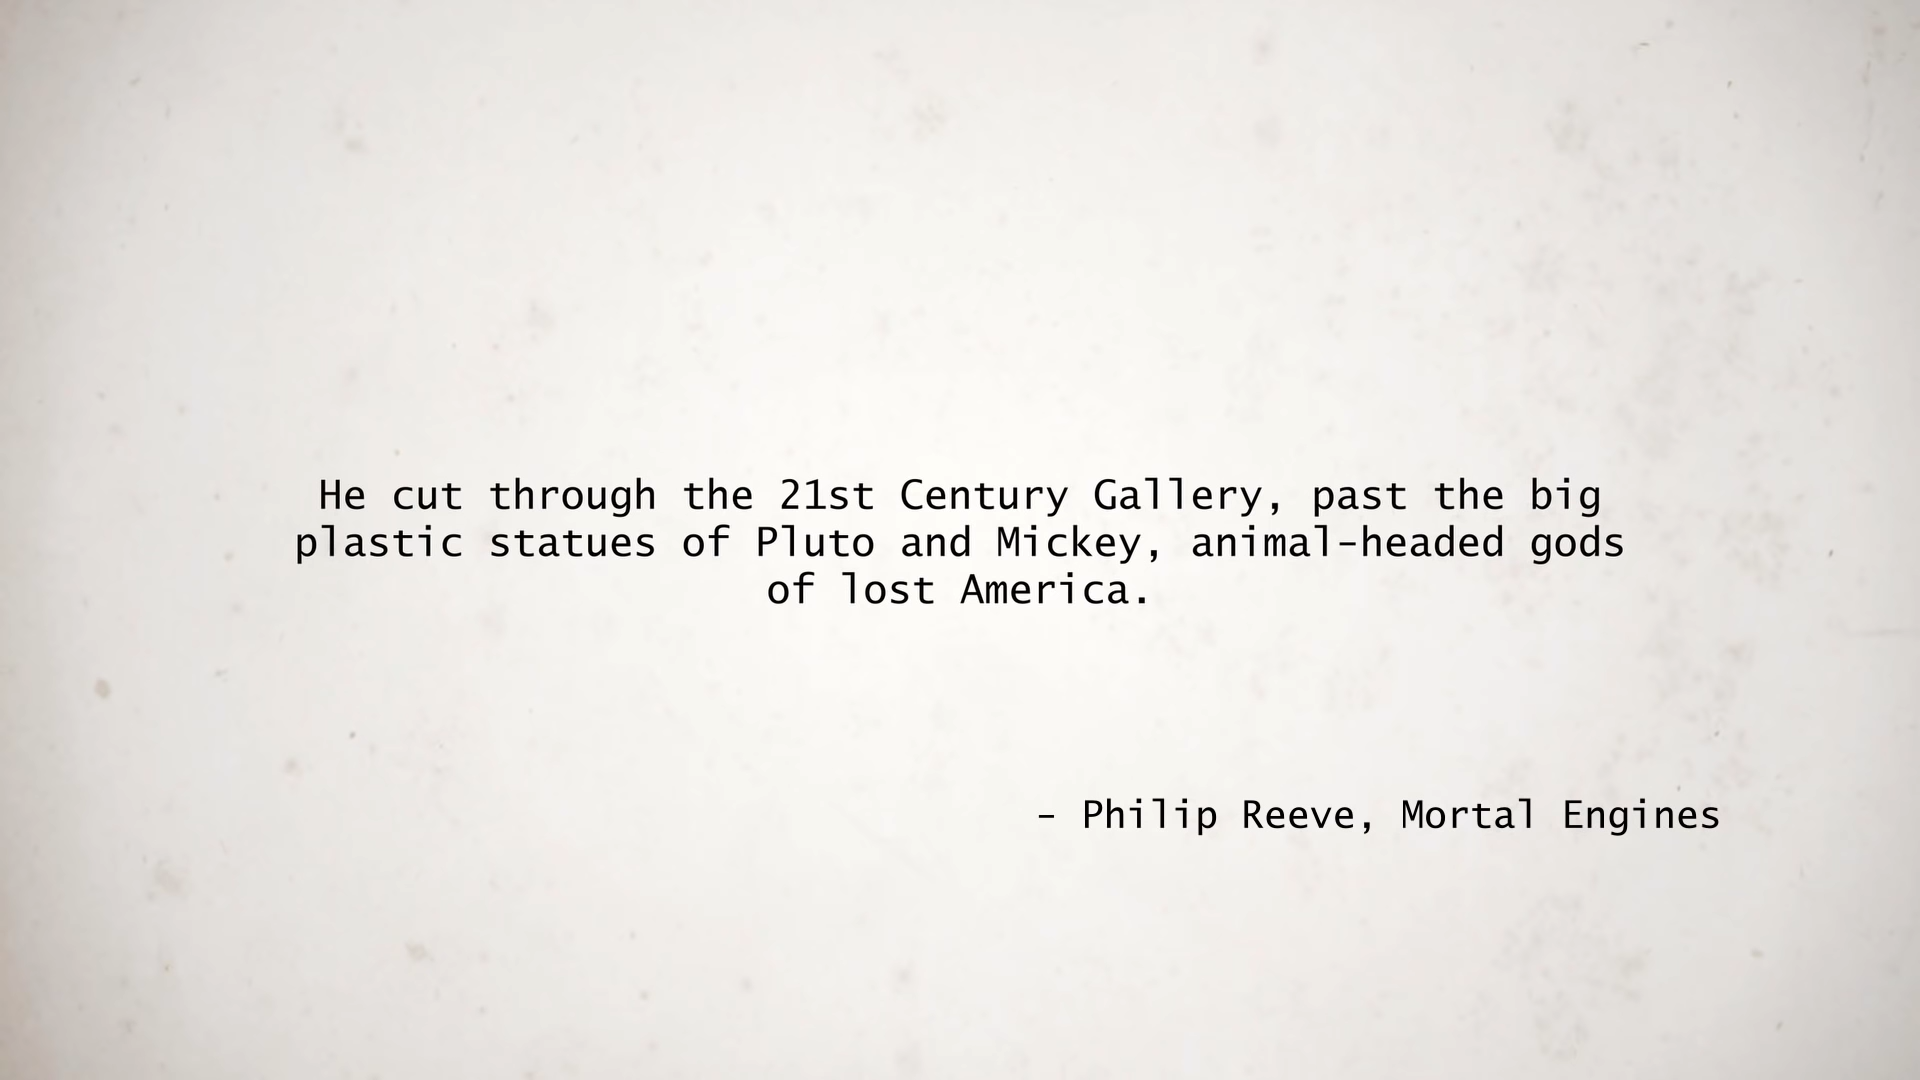 He cut through the 21st Century Gallery, past the big
plastic statues of Pluto and Mickey, animal-headed gods
of lost America.
- Philip Reeve, Mortal Engines